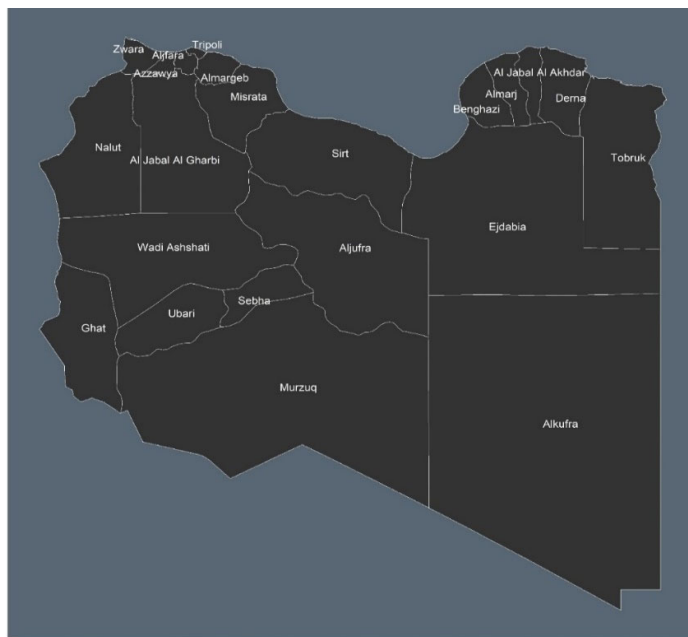 Tripoli
Zwara
Aljfara
Azzawya
Almargeb
Misrata
Al Jabal Al Akhdar
Almarj
Derna
Benghazi
Nalut
Al Jabal Al Gharbi
Sirt
Tobruk
Ejdabia
Wadi Ashshati
Aljufra
Sebha
Ubari
Ghat
Murzuq
Alkufra